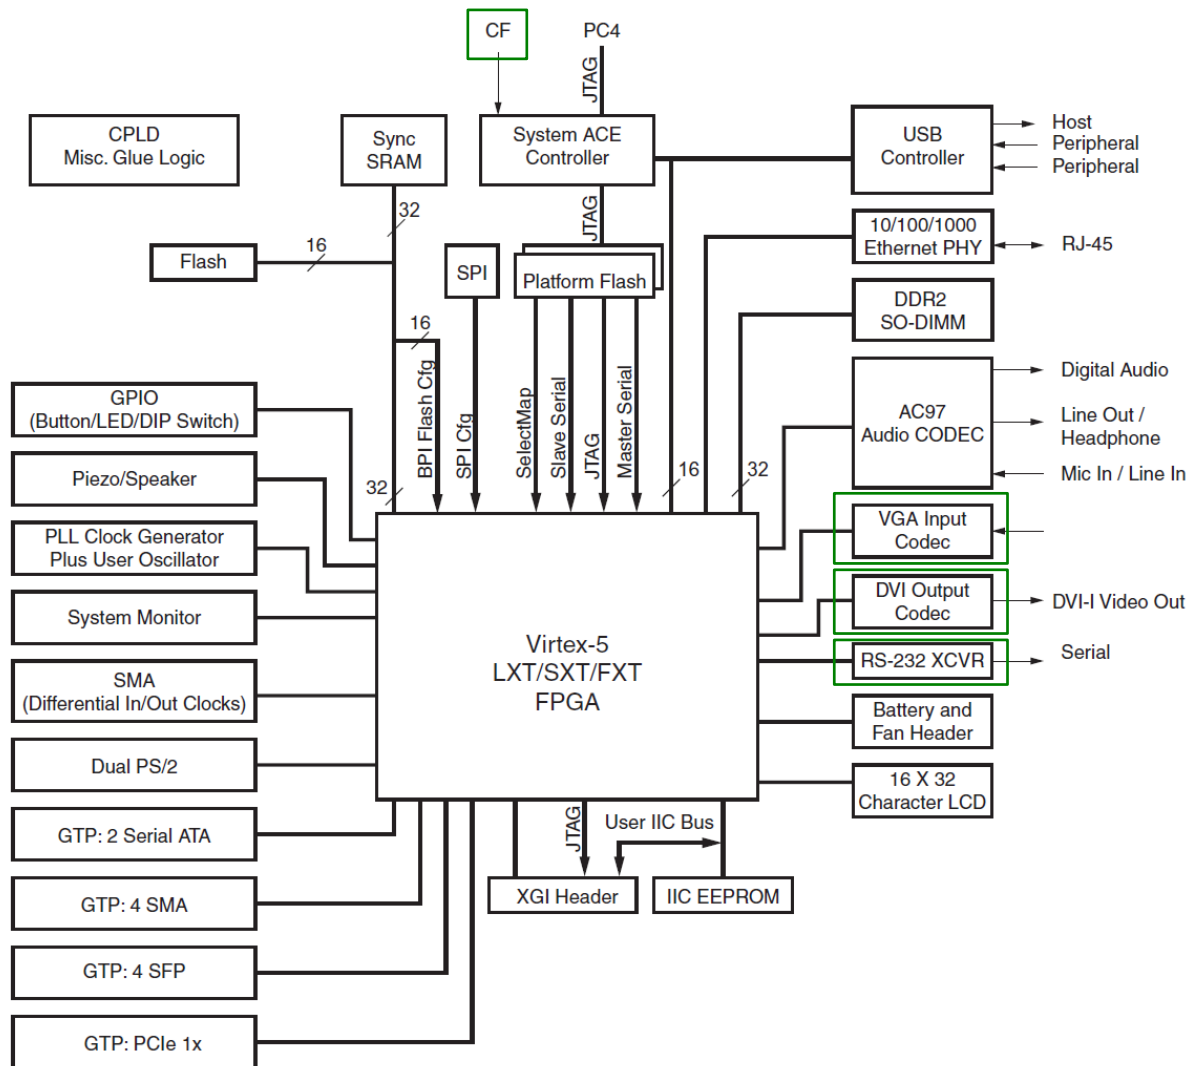 CF
PC4
JTAG
CPLD
Misc. Glue Logic
Sync
SRAM
System ACE
Controller
USB
Controller
Host
Peripheral
Peripheral
32
JTAG
10/100/1000
Ethernet PHY
RJ-45
16
Flash
SPI
Platform Flash
DDR2
SO-DIMM
16
BPI Flash Cfg
SPI Cfg
SelectMap
Slave Serial
JTAG
Master Serial
AC97
Audio CODEC
Digital Audio
Line Out /
Headphone
Mic In / Line In
GPIO
(Button/LED/DIP Switch)
Piezo/Speaker
32
16
32
PLL Clock Generator
Plus User Oscillator
VGA Input
Codec
System Monitor
DVI Output
Codec
DVI-I Video Out
Virtex-5
LXT/SXT/FXT
FPGA
RS-232 XCVR
Serial
SMA
(Differential In/Out Clocks)
Battery and
Fan Header
Dual PS/2
16 X 32
Character LCD
GTP: 2 Serial ATA
JTAG
User IIC Bus
GTP: 4 SMA
XGI Header
IIC EEPROM
GTP: 4 SFP
GTP: PCIe 1x